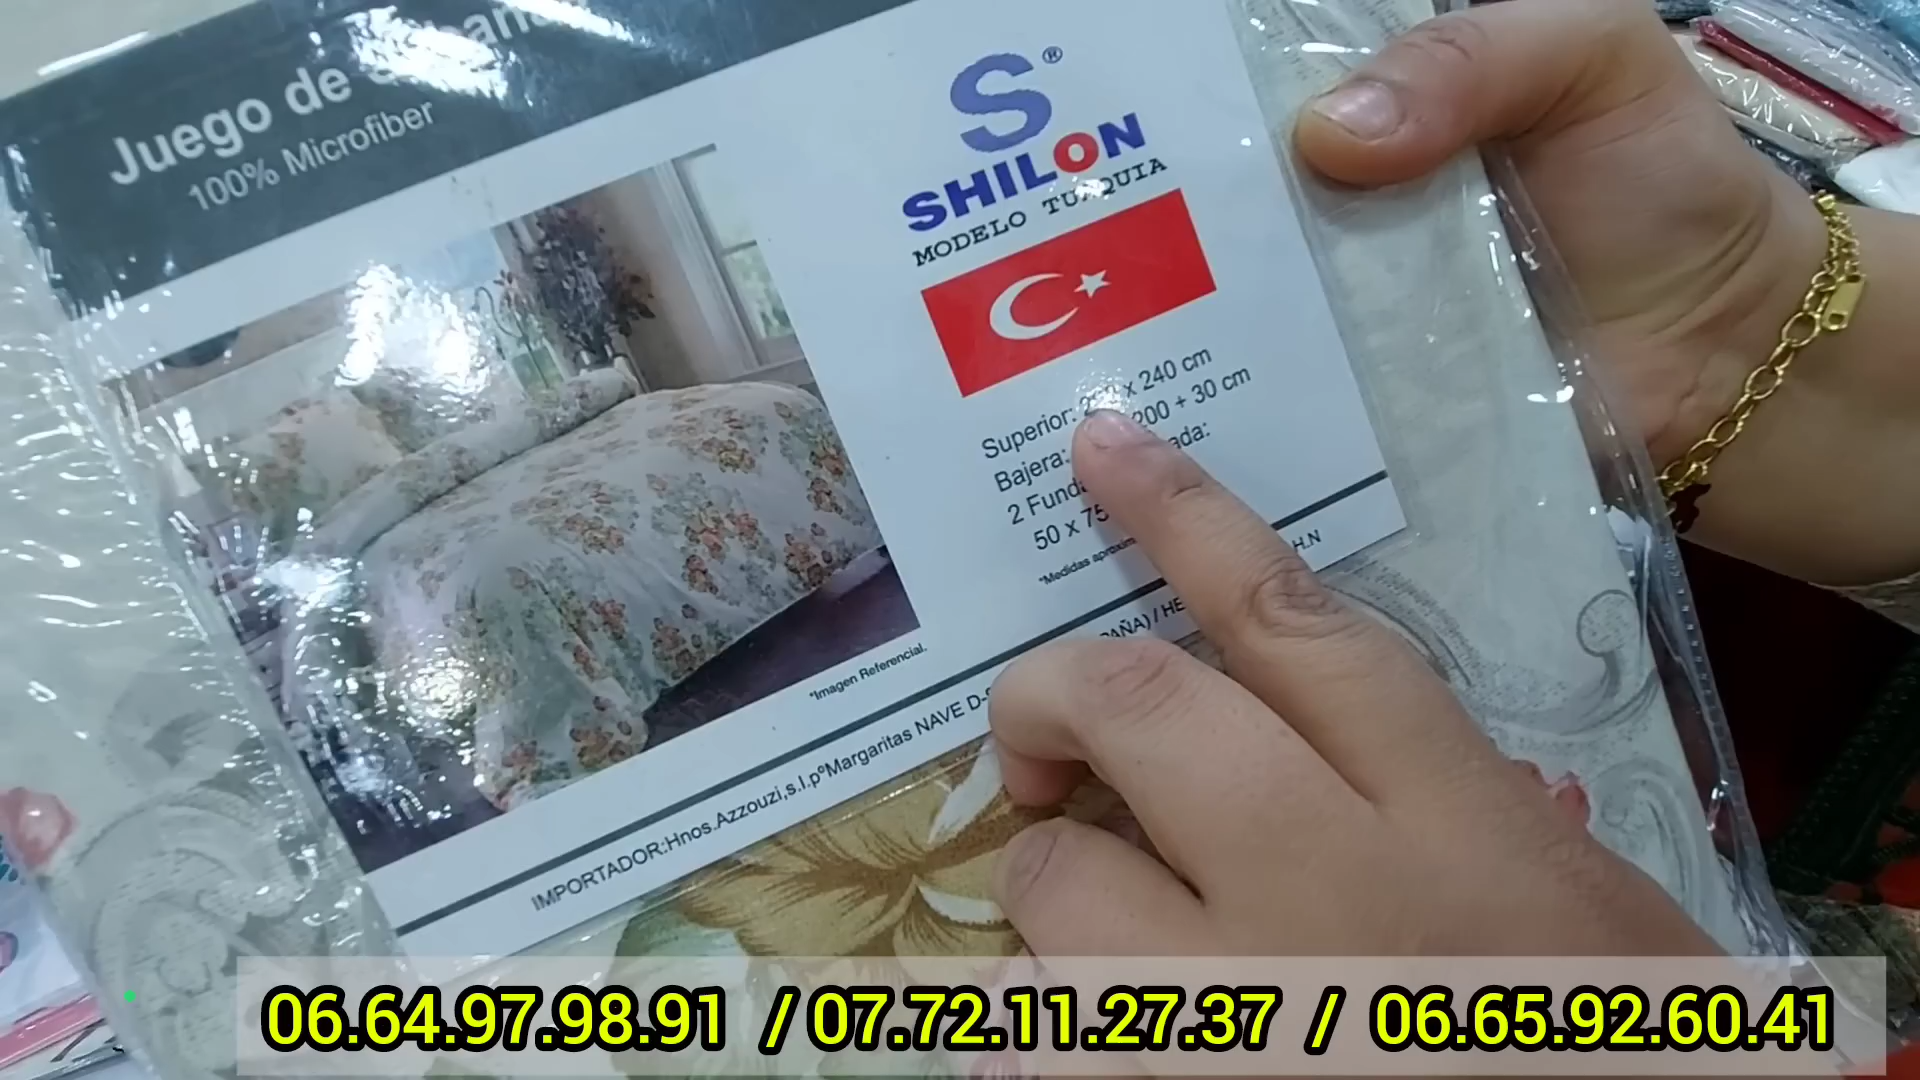 Juego de
100% Microfiber
S®
SHILON
MODELO TURQUIA
Superior: x 240 cm
Bajera: 200 + 30 cm
2
50 x 75
*Medidas
*Imagen Referencial.
IMPORTADOR:Hnos.Azzouzi,s.l.pºMargaritas NAVE
H.N
06.64.97.98.91 / 07.72.11.27.37 / 06.65.92.60.41